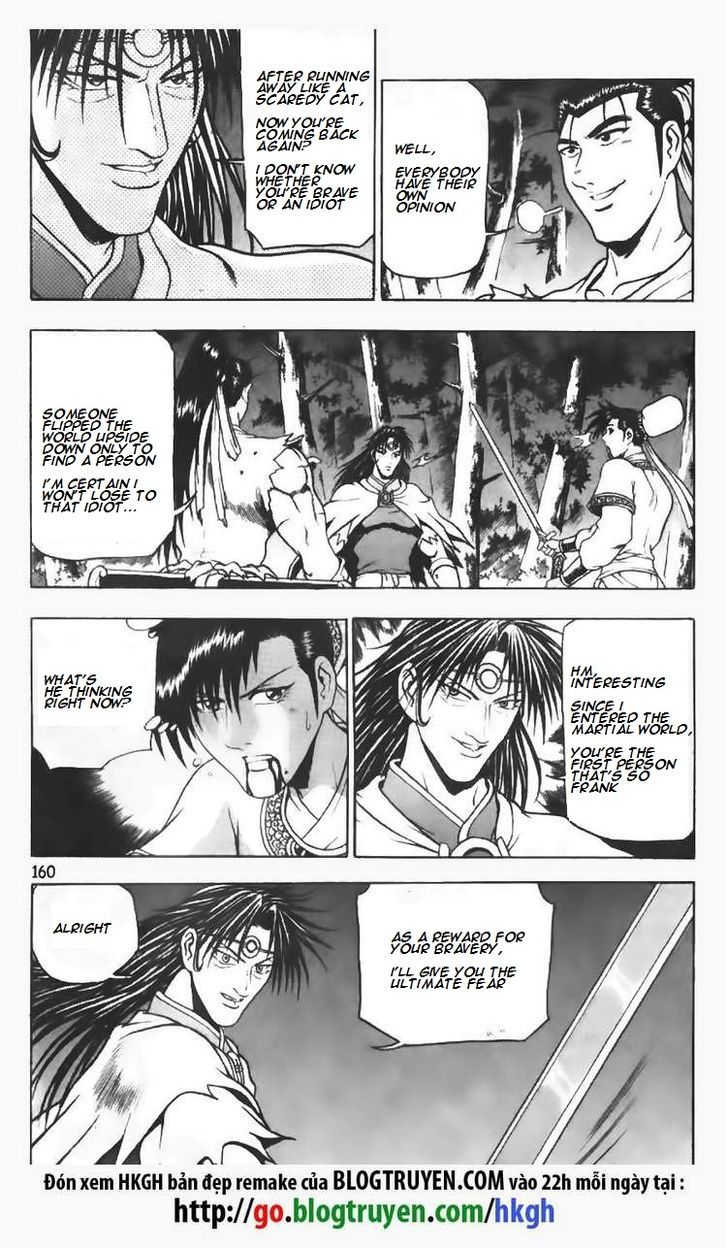 AFTER RUNNING
AWAY LIKE A
SCAREDY CAT,
NOW YOU'RE
COMING BACK
AGAIN?
I DON'T KNOW
WHETHER
YOU'RE BRAVE
OR AN IDIOT
WELL,
EVERYBODY
HAVE THEIR
OWN
OPINION
SOMEONE
FLIPPED THE
WORLD UPSIDE
DOWN ONLY TO
FIND A PERSON
I'M CERTAIN I
WON'T LOSE TO
THAT IDIOT...
WHAT'S
HE THINKING
RIGHT NOW?
HM,
INTERESTING
SINCE I
ENTERED THE
MARTIAL WORLD,
YOU'RE THE
FIRST PERSON
THAT'S SO
FRANK
160
ALRIGHT
AS A REWARD FOR
YOUR BRAVERY,
I'LL GIVE YOU THE
ULTIMATE FEAR
Đón xem HKGH bản đẹp remake của BLOGTRUYEN.COM vào 22h mỗi ngày tại :
http://go.blogtruyen.com/hkgh